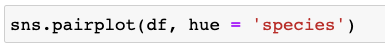 sns.pairplot(df, hue = 'species')